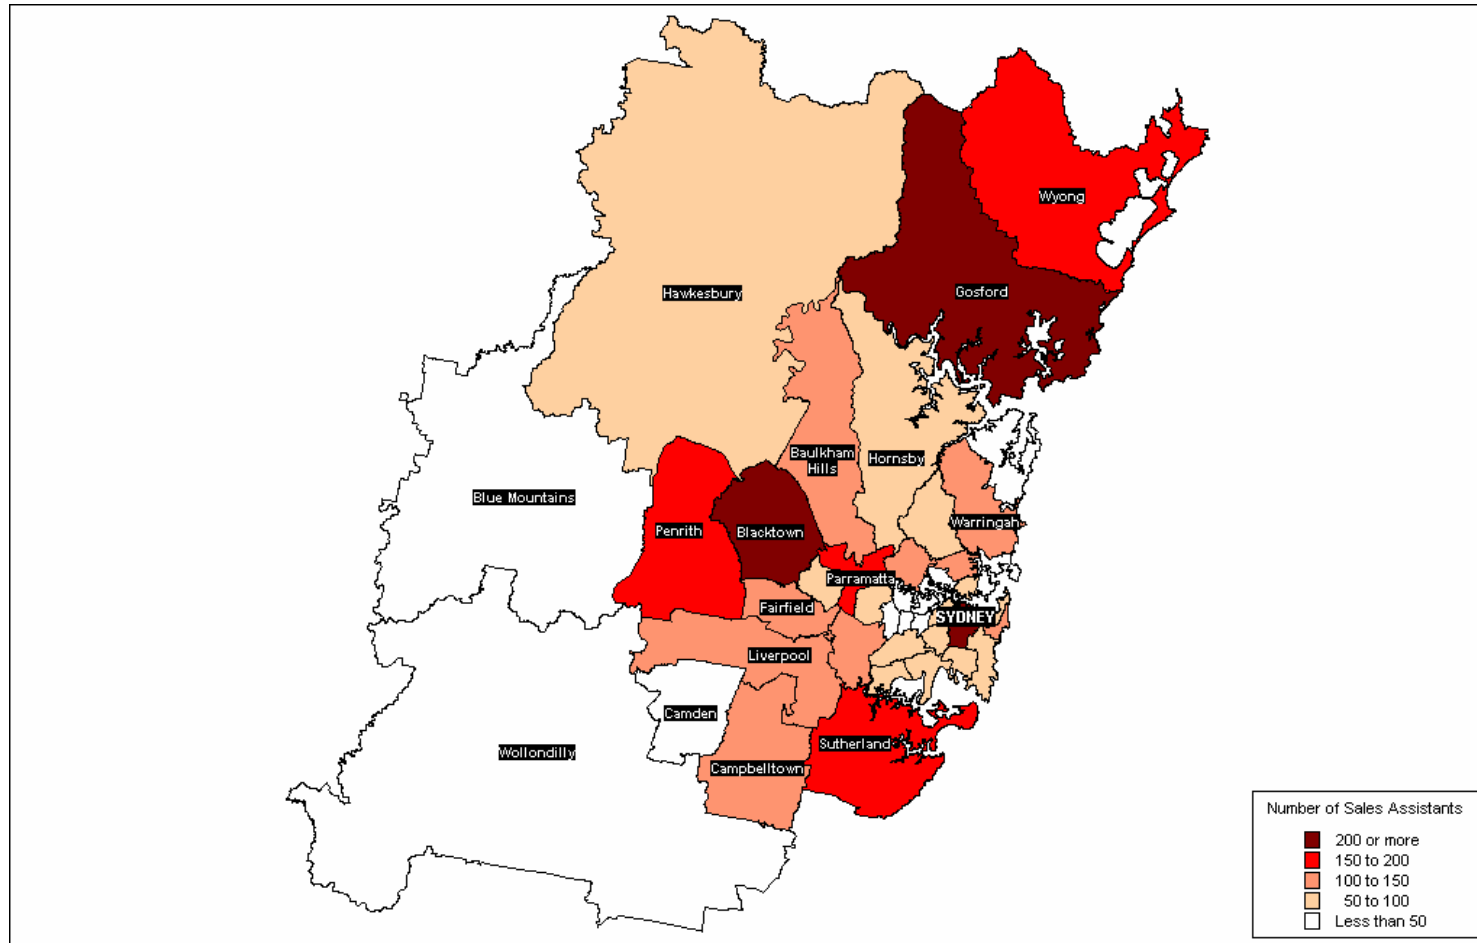 Wyong
Gosford
Hawkesbury
Baulkham
Hills
Hornsby
Blue Mountains
Penrith
Blacktown
Warringah
Parramatta
Fairfield
SYDNEY
Liverpool
Camden
Sutherland
Wollondilly
Campbelltown
Number of Sales Assistants
200 or more
150 to 200
100 to 150
50 to 100
Less than 50